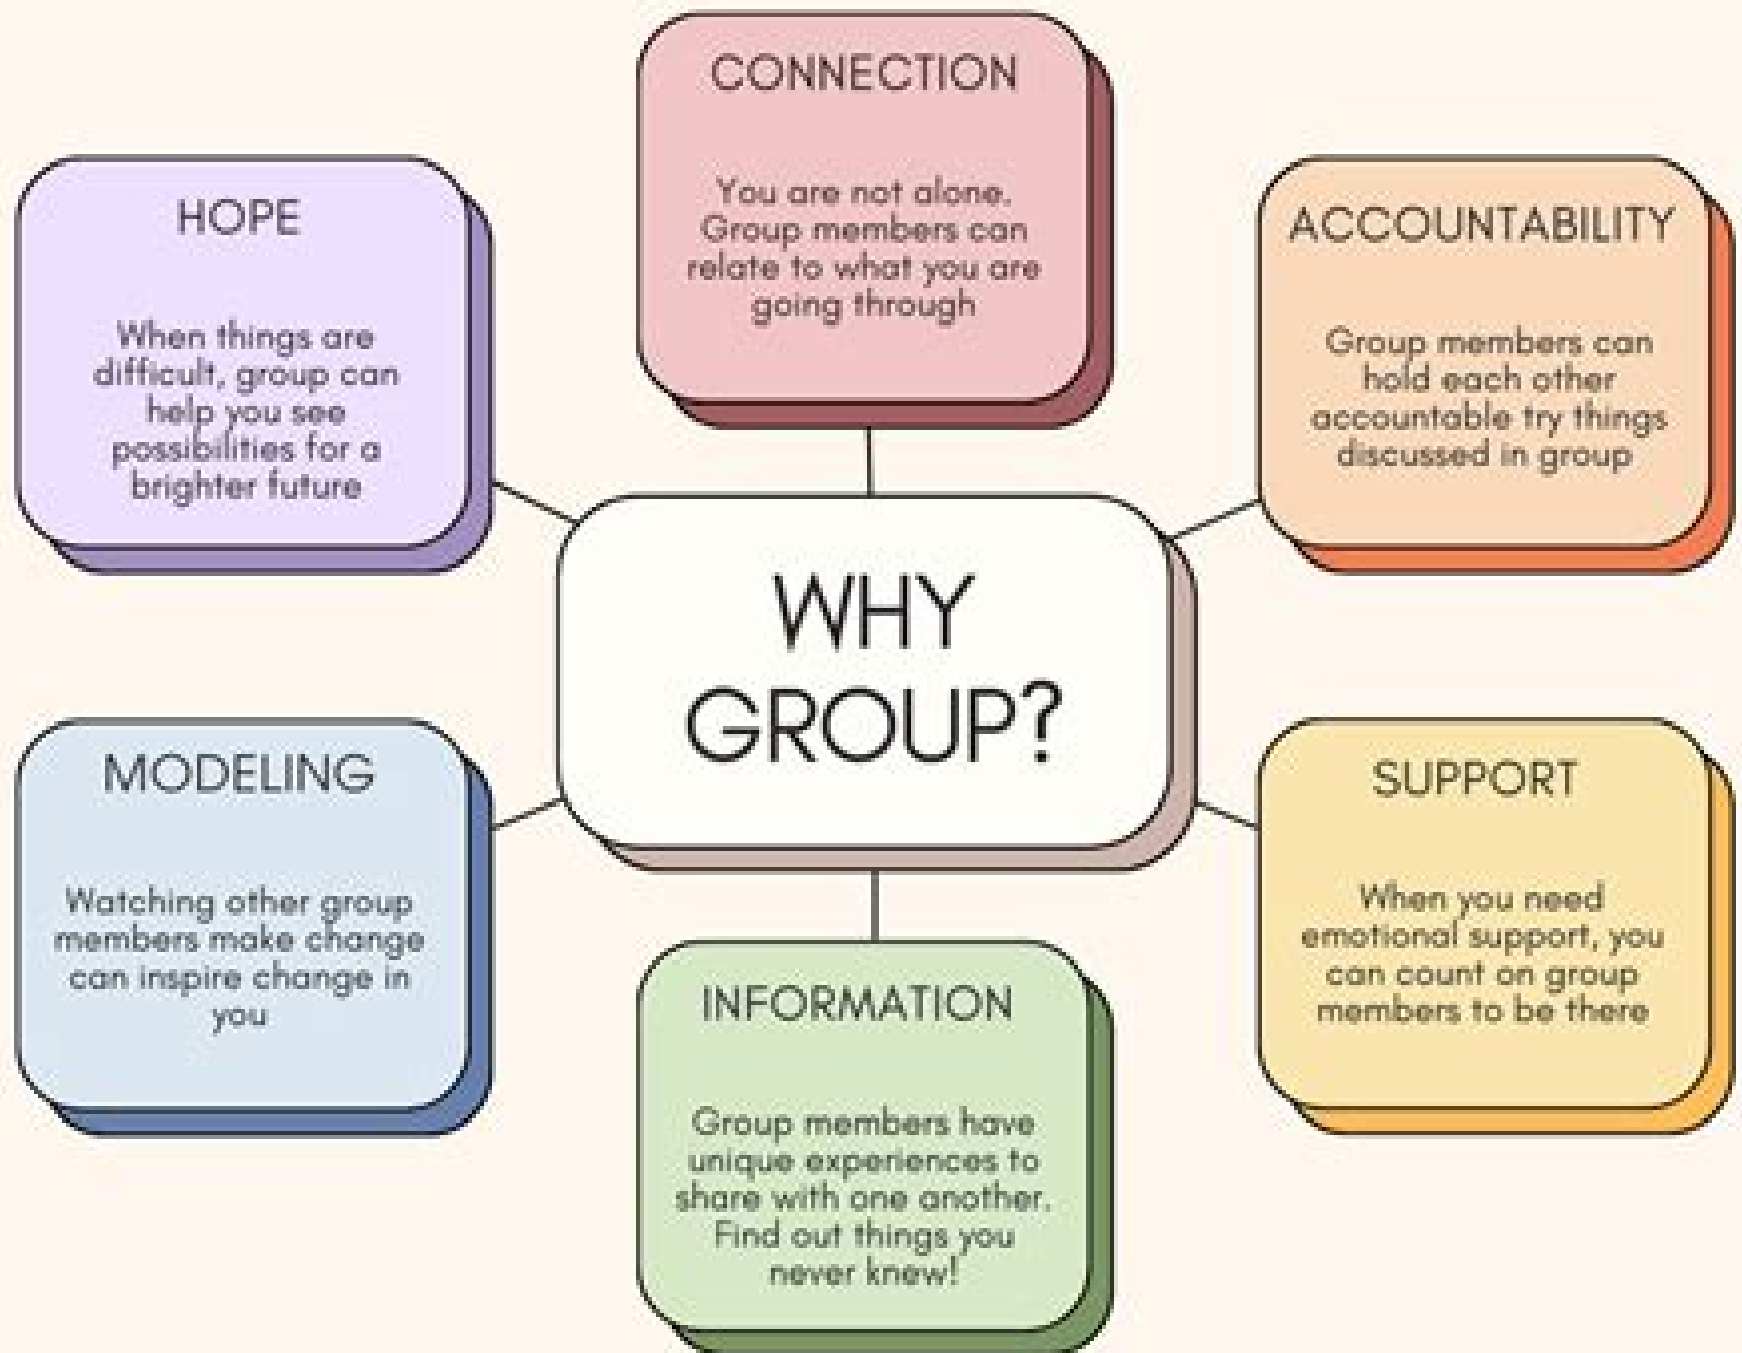 CONNECTION
You are not alone.
Group members can
relate to what you are
going through
HOPE
When things are
difficult, group can
help you see
possibilities for a
brighter future
ACCOUNTABILITY
Group members can
hold each other
accountable try things
discussed in group
WHY
GROUP?
MODELING
Watching other group
members make change
can inspire change in
you
SUPPORT
When you need
emotional support, you
can count on group
members to be there
INFORMATION
Group members have
unique experiences to
share with one another.
Find out things you
never knew!